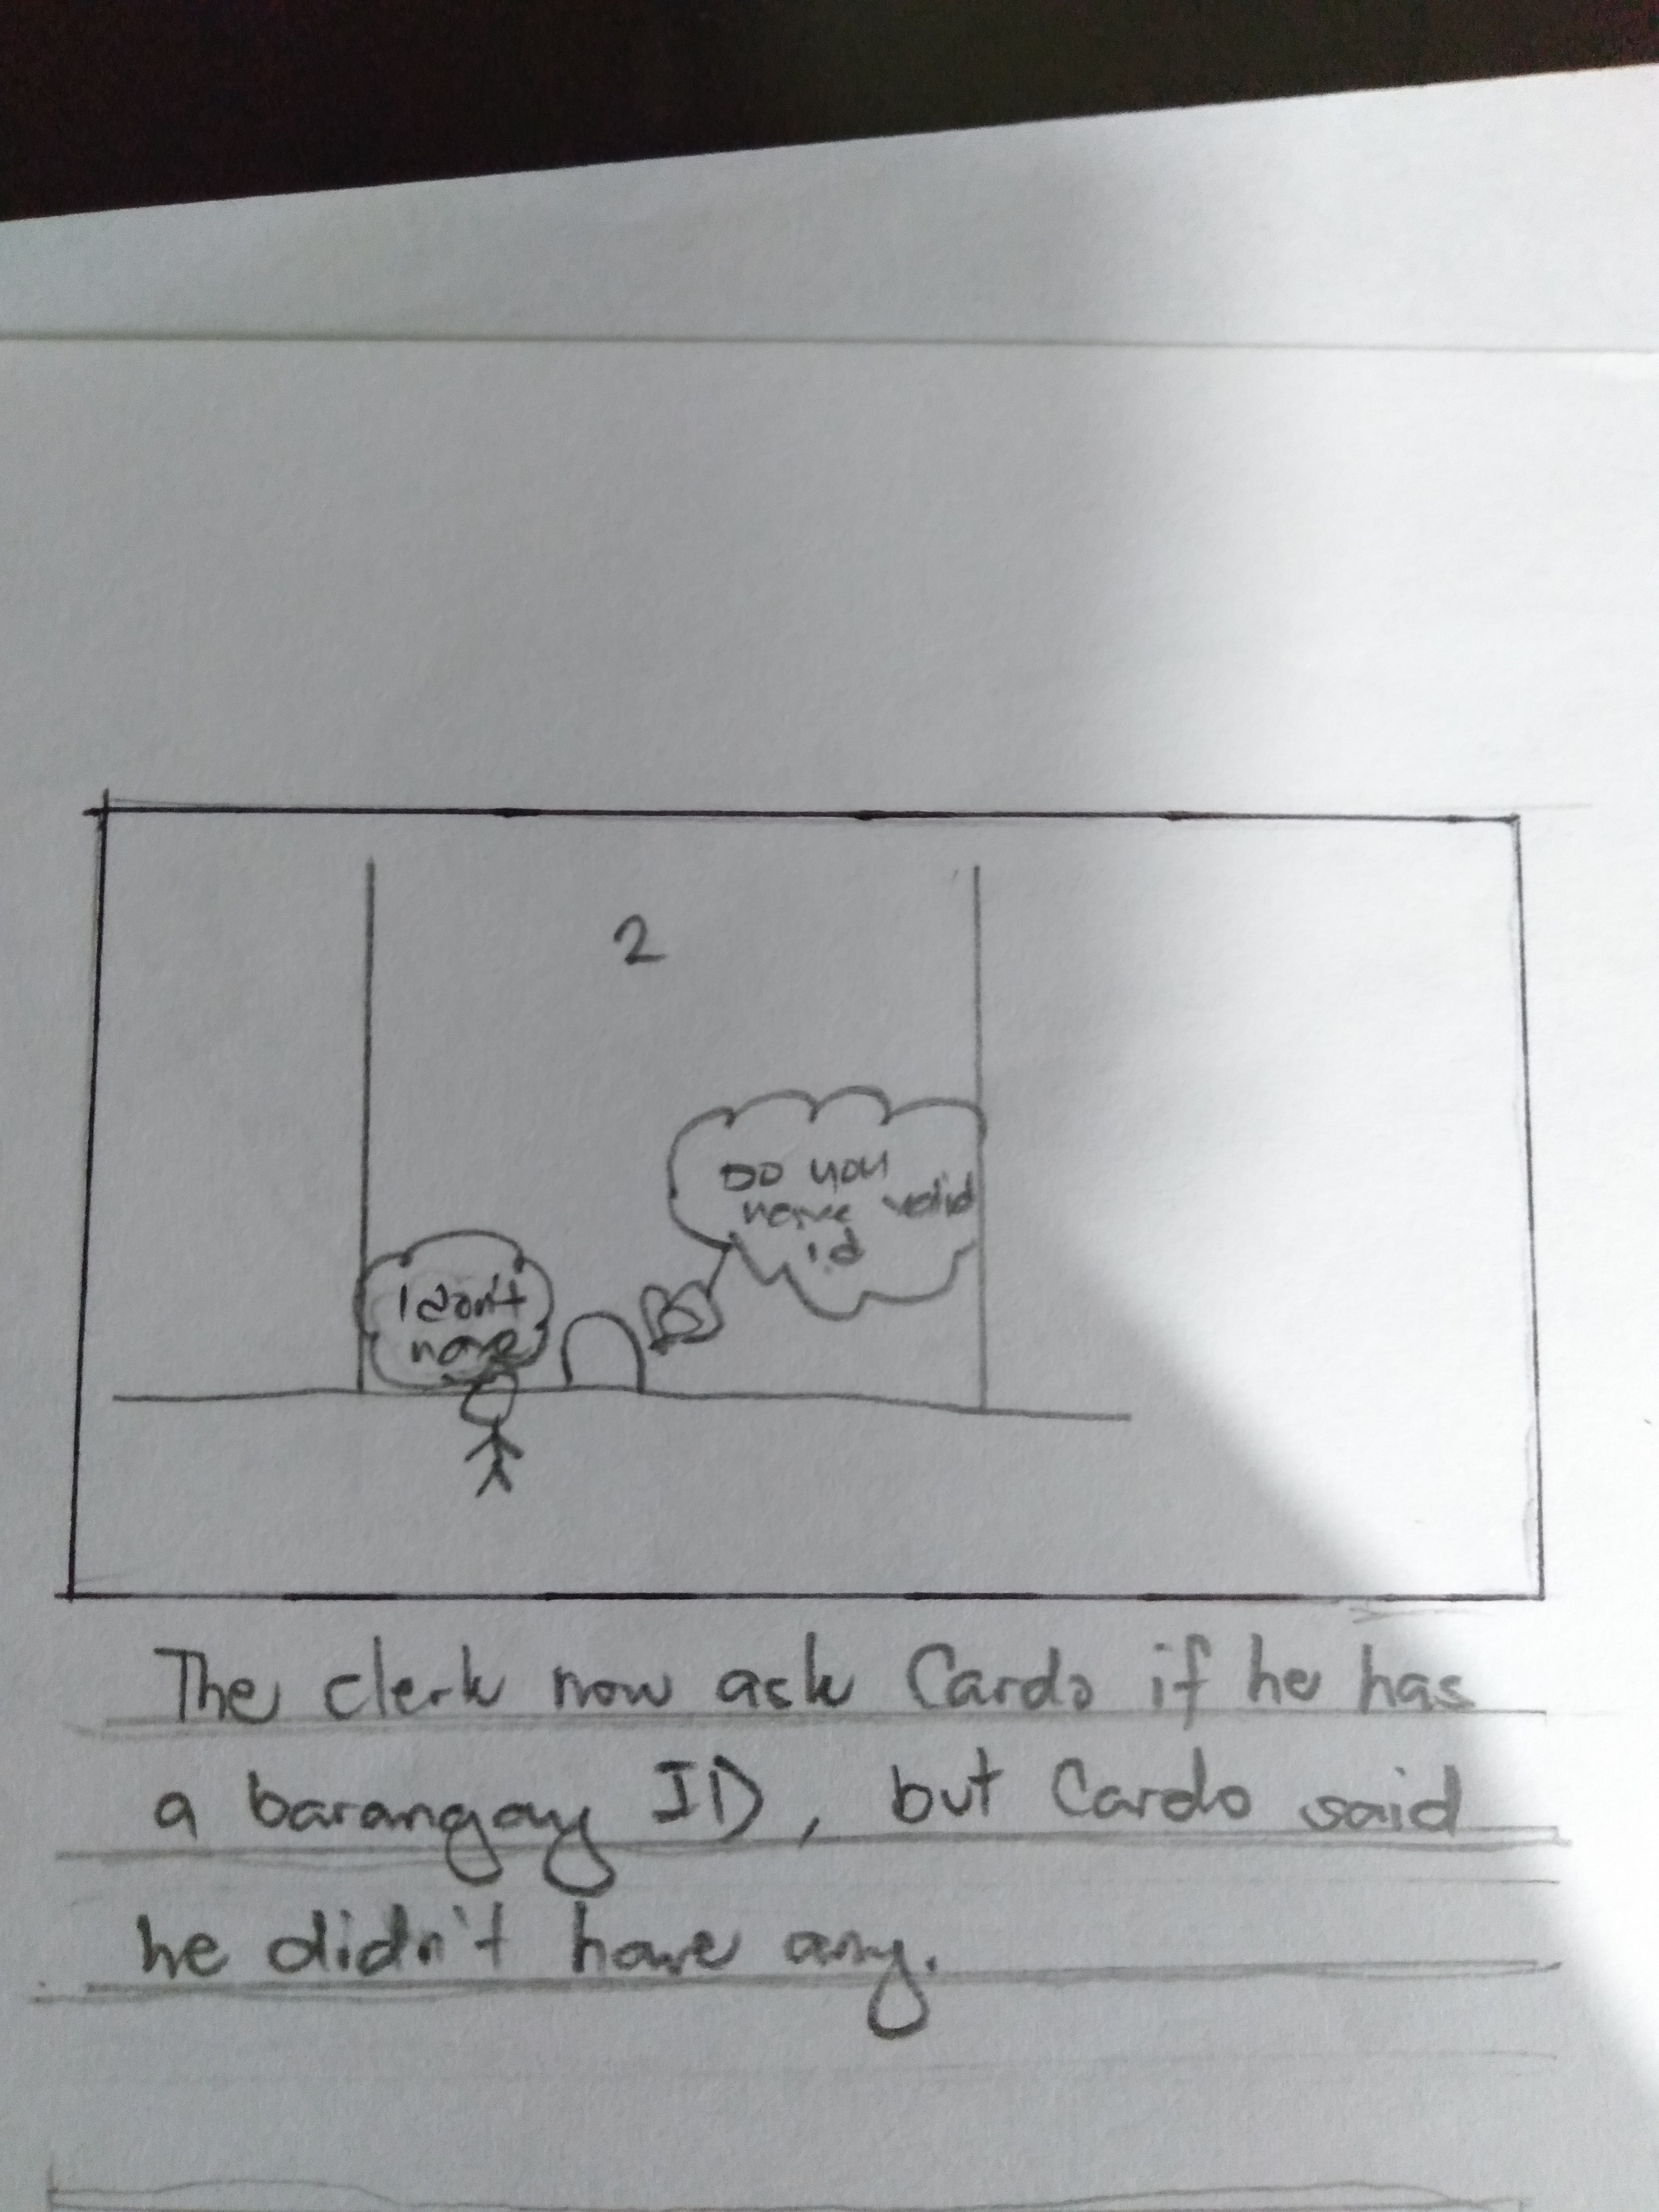 2
Do you
have valid
id
I don't
have
The clerk now ask Cardo if he has
a barangay ID, but Cardo said
he didn't have any.